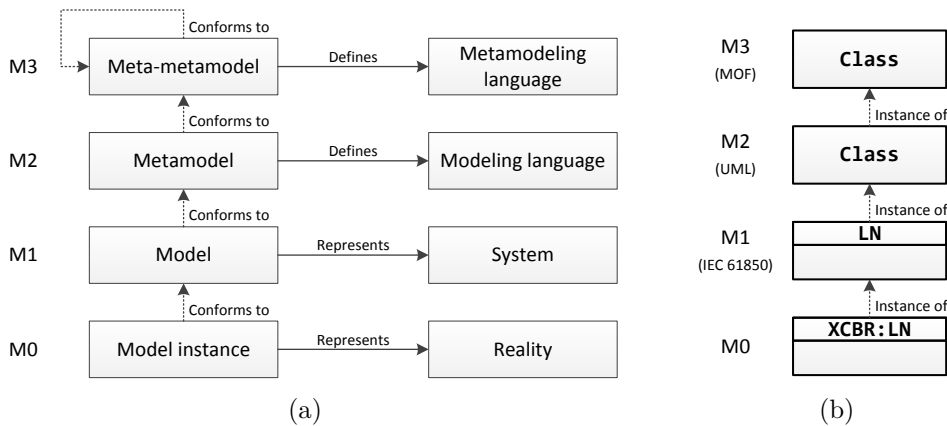 Conforms to
M3
Meta-metamodel
Defines
Metamodeling
language
Conforms to
M2
Metamodel
Defines
Modeling language
Conforms to
M1
Model
Represents
System
Conforms to
M0
Model instance
Represents
Reality
(a)
M3
(MOF)
Class
Instance of
M2
(UML)
Class
Instance of
M1
(IEC 61850)
LN
Instance of
M0
XCBR:LN
(b)